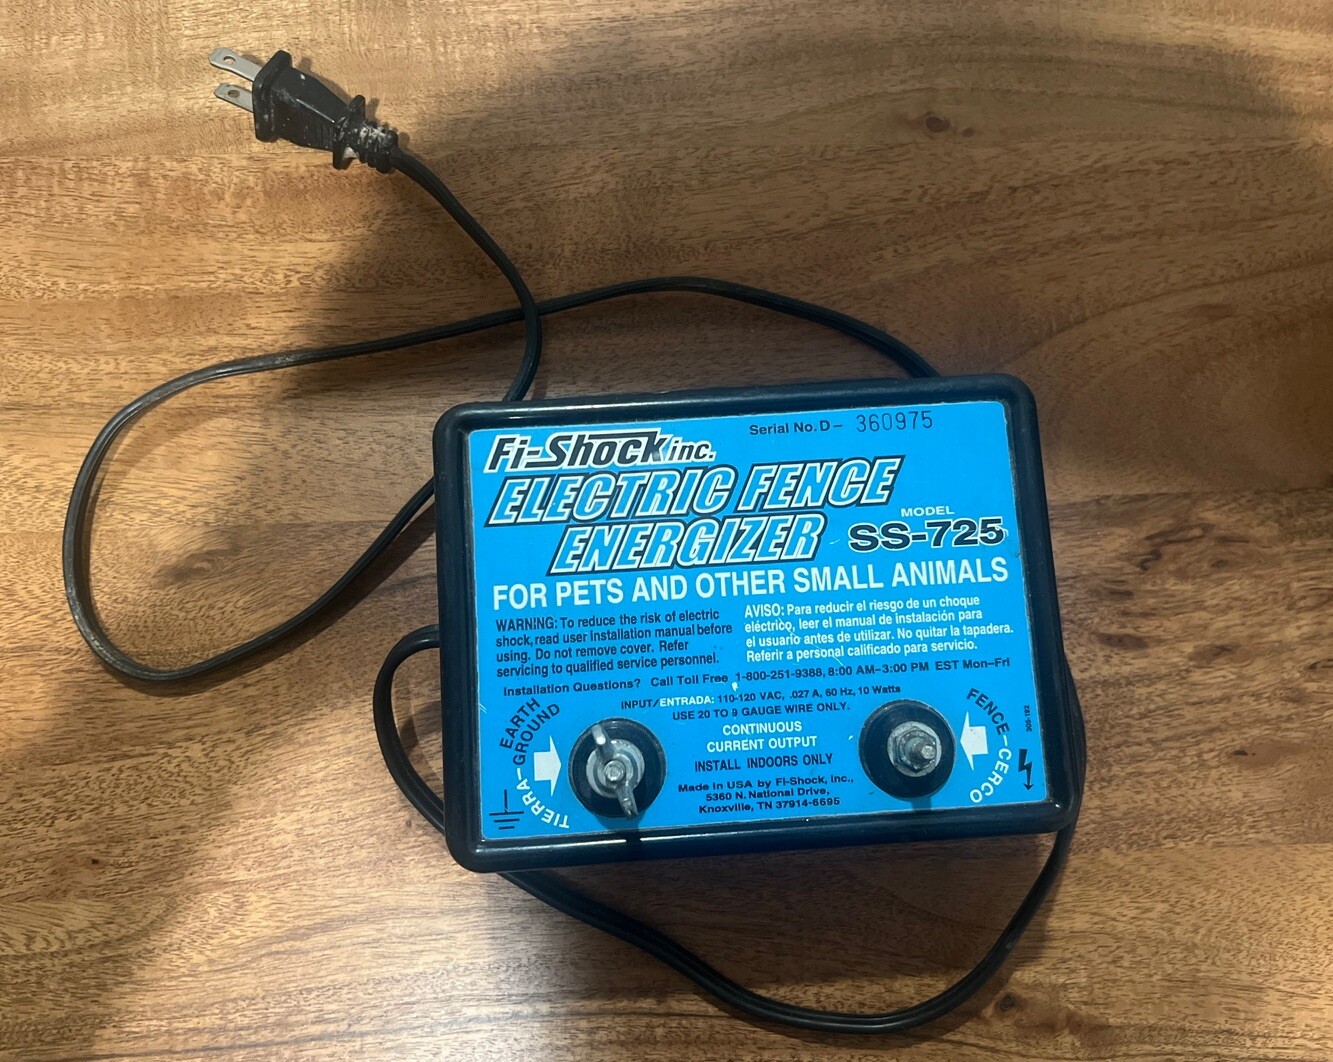 Fi-Shock inc.
Serial No. D- 360975
ELECTRIC FENCE
ENERGIZER
MODEL
SS-725
FOR PETS AND OTHER SMALL ANIMALS
WARNING: To reduce the risk of electric
shock, read user installation manual before
using. Do not remove cover. Refer
servicing to qualified service personnel.
AVISO: Para reducir el riesgo de un choque
eléctrico, leer el manual de instalación para
el usuario antes de utilizar. No quitar la tapadera.
Referir a personal calificado para servicio.
Installation Questions? Call Toll Free 1-800-251-9388, 8:00 AM-3:00 PM EST Mon-Fri
INPUT/ENTRADA: 110-120 VAC, .027 A, 60 Hz, 10 Watts
USE 20 TO 9 GAUGE WIRE ONLY.
CONTINUOUS
CURRENT OUTPUT
INSTALL INDOORS ONLY
Made in USA by Fi-Shock, Inc.,
5360 N. National Drive,
Knoxville, TN 37914-6695
EARTH
GROUND-TIERRA
FENCE-CERCO
305-192